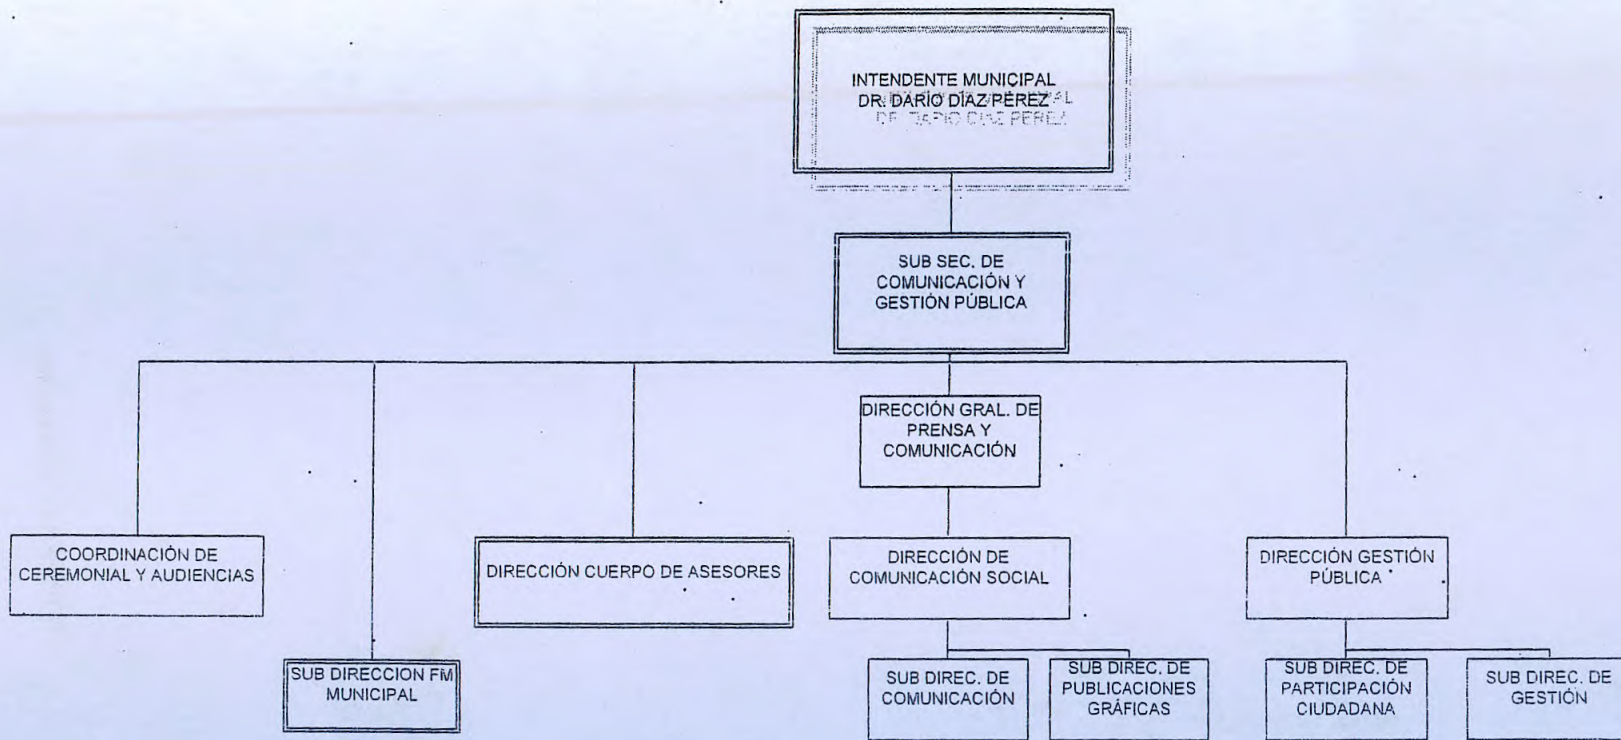 INTENDENTE MUNICIPAL
DR. DARÍO DÍAZ PÉREZ
SUB SEC. DE
COMUNICACIÓN Y
GESTIÓN PÚBLICA
DIRECCIÓN GRAL. DE
PRENSA Y
COMUNICACIÓN
COORDINACIÓN DE
CEREMONIAL Y AUDIENCIAS
DIRECCIÓN CUERPO DE ASESORES
DIRECCIÓN DE
COMUNICACIÓN SOCIAL
DIRECCIÓN GESTIÓN
PÚBLICA
SUB DIRECCION FM
MUNICIPAL
SUB DIREC. DE
COMUNICACIÓN
SUB DIREC. DE
PUBLICACIONES
GRÁFICAS
SUB DIREC. DE
PARTICIPACIÓN
CIUDADANA
SUB DIREC. DE
GESTIÓN